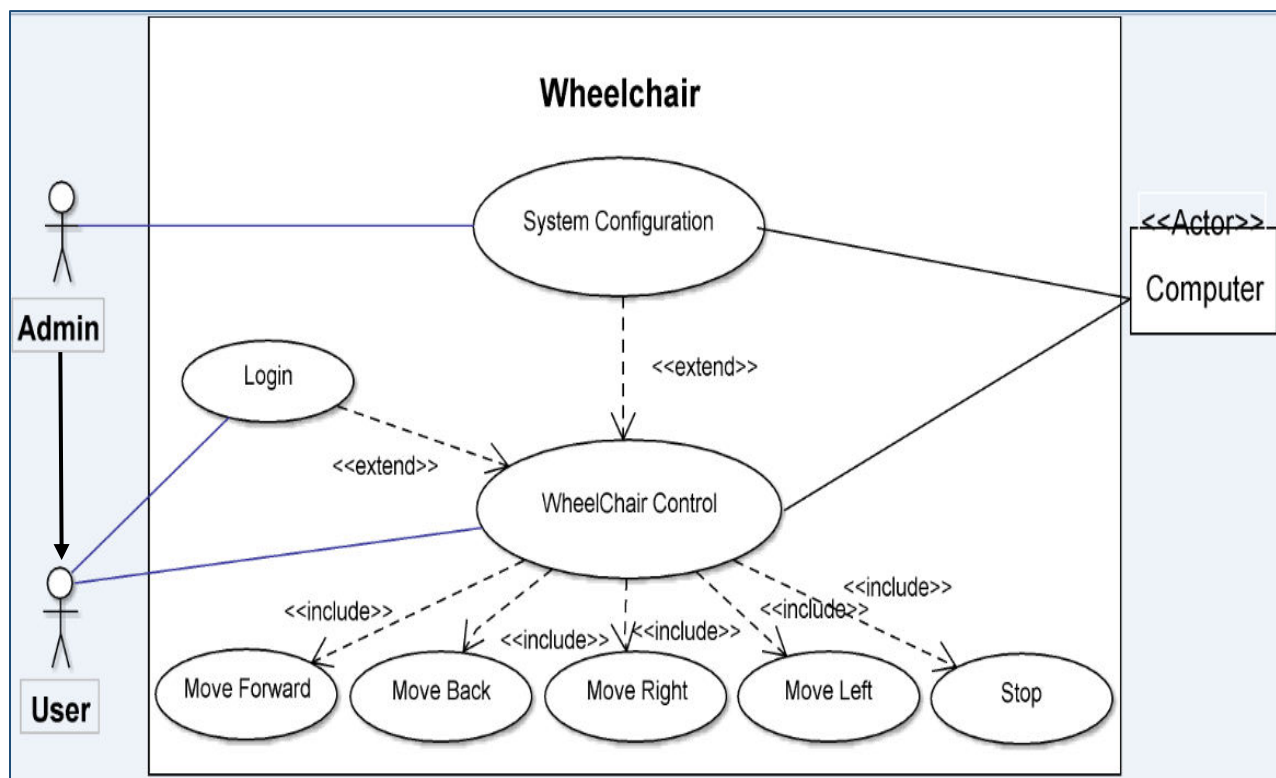 Wheelchair
System Configuration
<<Actor>>
Computer
Admin
<<extend>>
Login
<<extend>>
WheelChair Control
<<include>>
<<include>>
<<include>>
<<include>>
<<include>>
Move Forward
Move Back
Move Right
Move Left
Stop
User